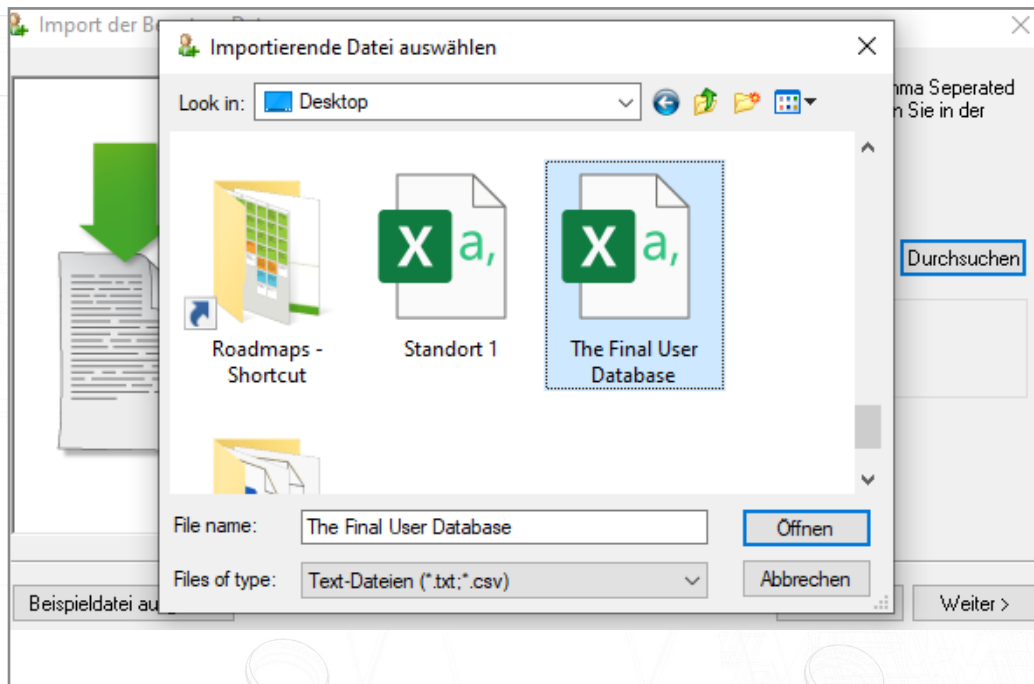 Import der B
Importierende Datei auswählen
mma Seperated
n Sie in der
Look in: Desktop
X a,
X a,
Durchsuchen
Roadmaps -
Shortcut
Standort 1
The Final User
Database
File name: The Final User Database Öffnen
Files of type: Text-Dateien (*.txt;*.csv) Abbrechen
Beispieldatei au
Weiter >